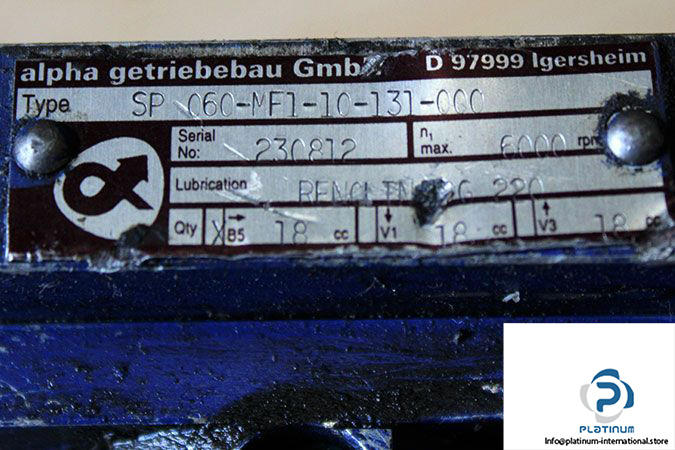 alpha getriebebau GmbH D 97999 Igersheim
Type SP 060-MF1-10-131-000
Serial No: 230812 n1 max. 6000 rpm
Lubrication 220
Qty X B5 18 cc V1 18 cc V3 18 cc
PLATINUM
Info@platinum-international.store